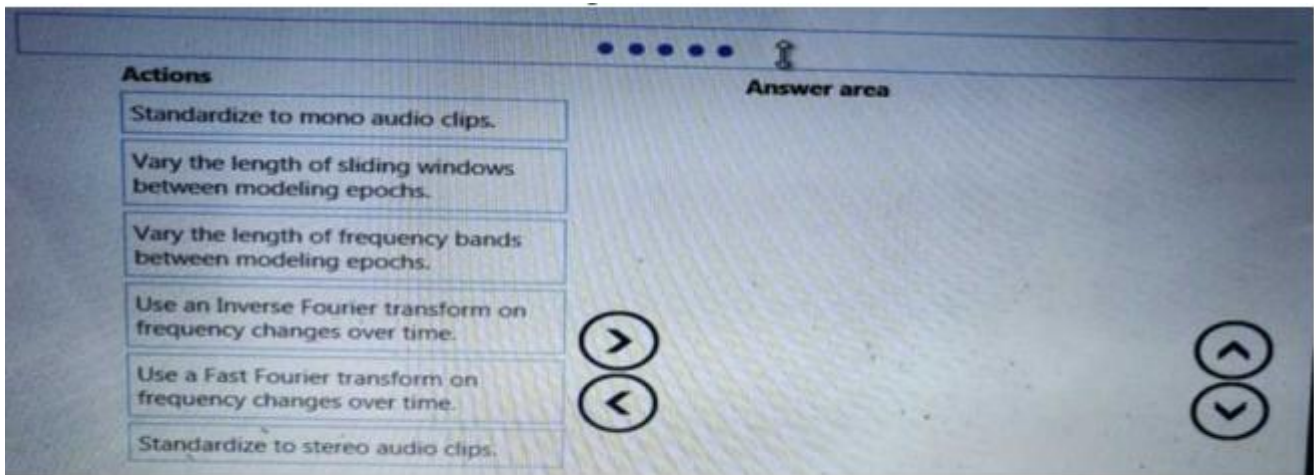 Actions
Answer area
Standardize to mono audio clips.
Vary the length of sliding windows
between modeling epochs.
Vary the length of frequency bands
between modeling epochs.
Use an Inverse Fourier transform on
frequency changes over time.
Use a Fast Fourier transform on
frequency changes over time.
Standardize to stereo audio clips.